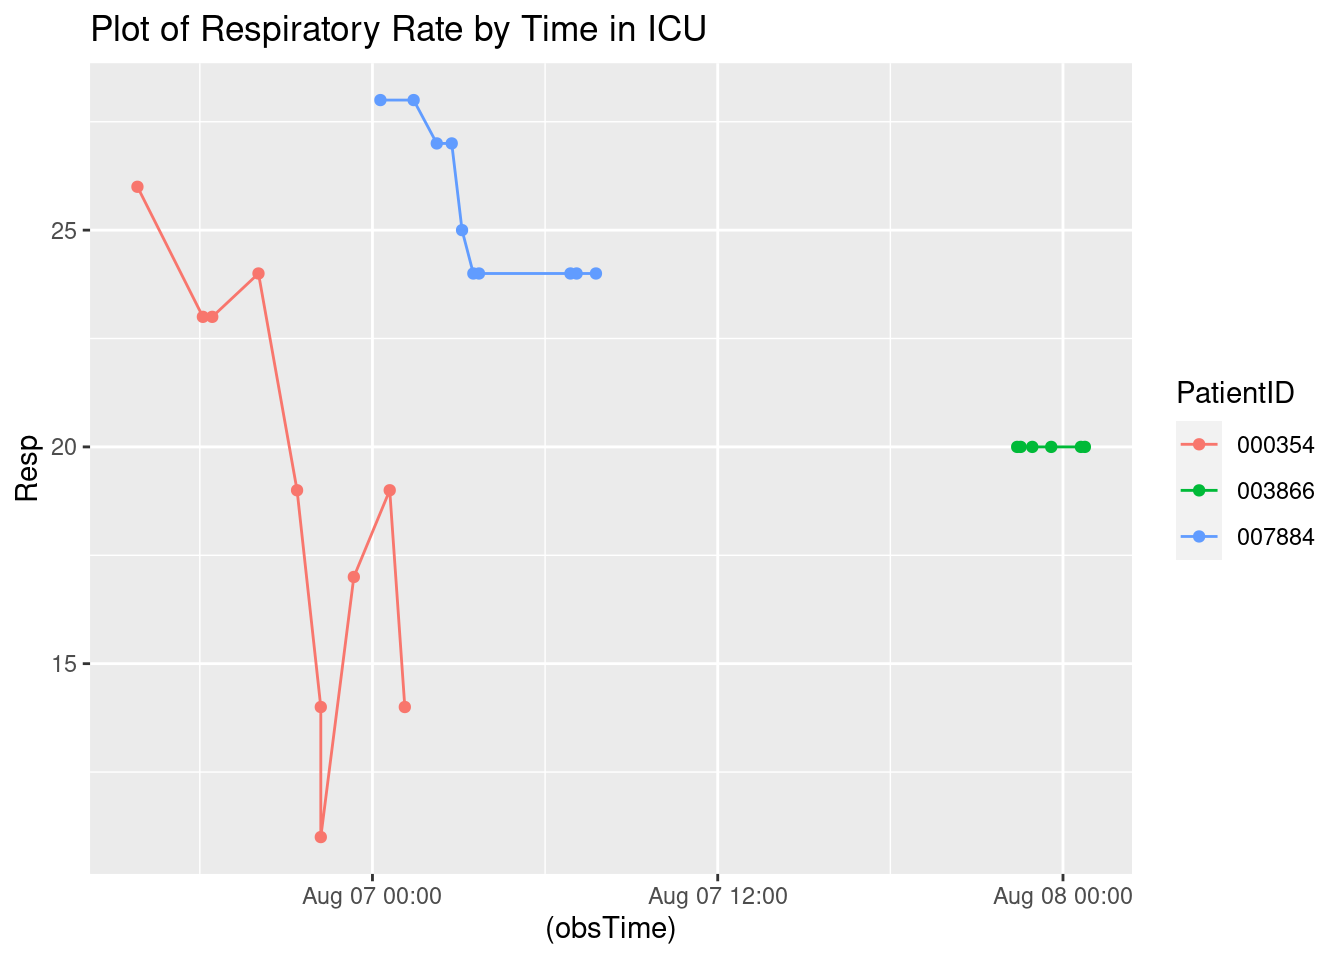 Plot of Respiratory Rate by Time in ICU
Resp
25
20
15
Aug 07 00:00
Aug 07 12:00
Aug 08 00:00
(obsTime)
PatientID
000354
003866
007884